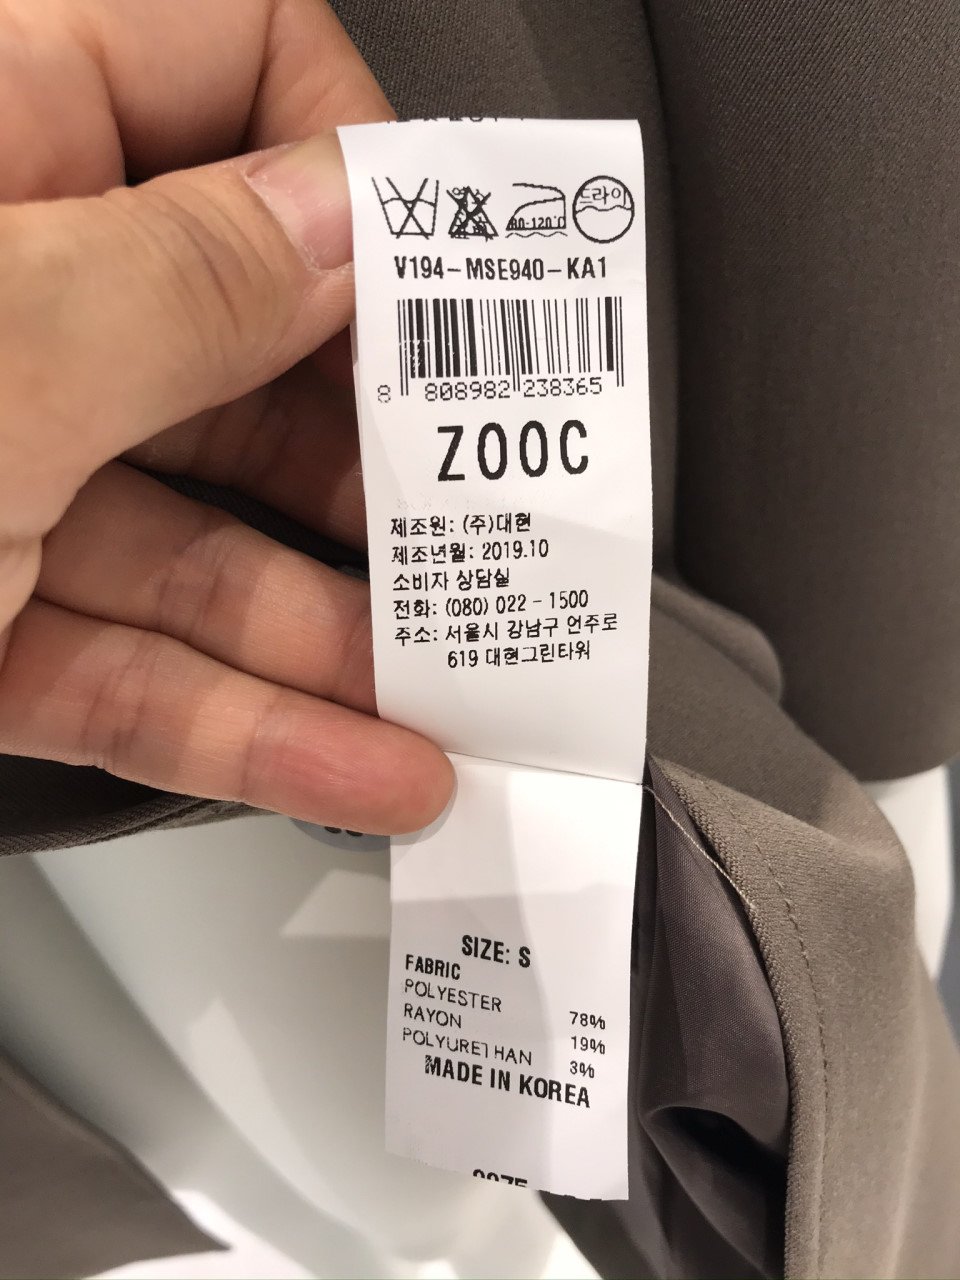 80-120℃
드라이
V194-MSE940-KA1
8 808982 238365
ZOOC
제조원: (주)대현
제조년월: 2019.10
소비자 상담실
전화: (080) 022-1500
주소: 서울시 강남구 언주로
619 대현그린타워
SIZE: S
FABRIC
POLYESTER 78%
RAYON 19%
POLYURETHAN 3%
MADE IN KOREA